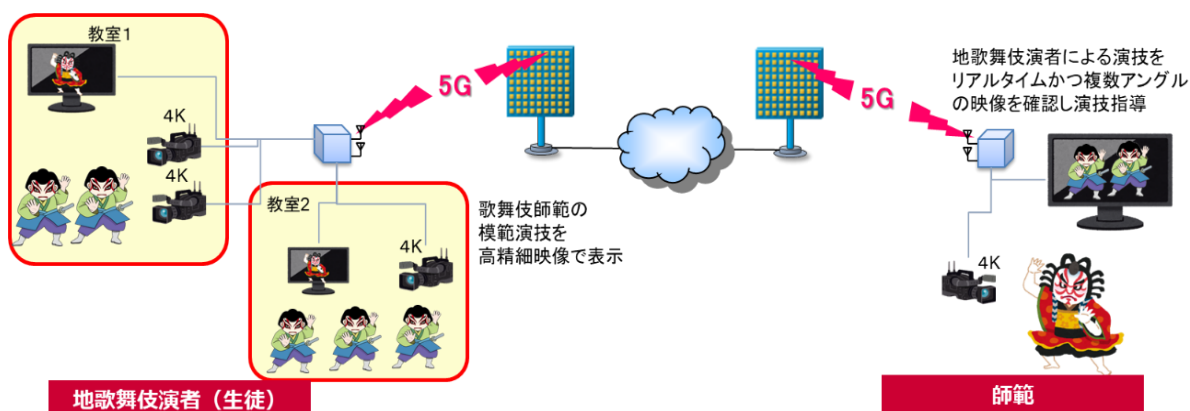 教室1
4K
4K
5G
教室2
4K
歌舞伎師範の
模範演技を
高精細映像で表示
5G
地歌舞伎演者による演技を
リアルタイムかつ複数アングル
の映像を確認し演技指導
4K
地歌舞伎演者（生徒）
師範